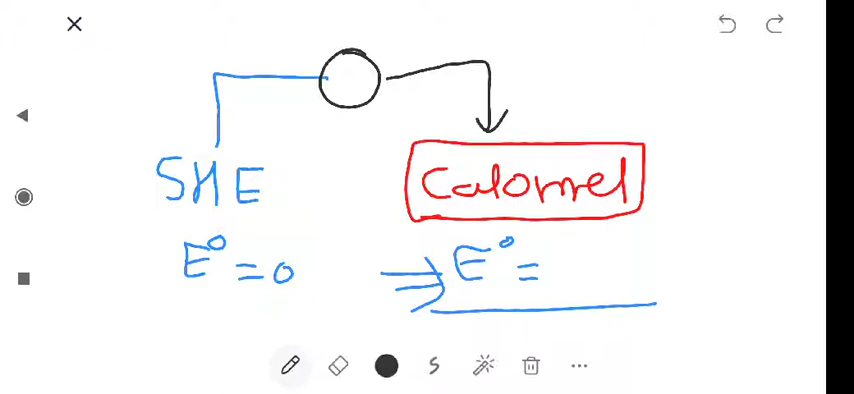 SHE
Calomel
E° = 0
⇒ E° =